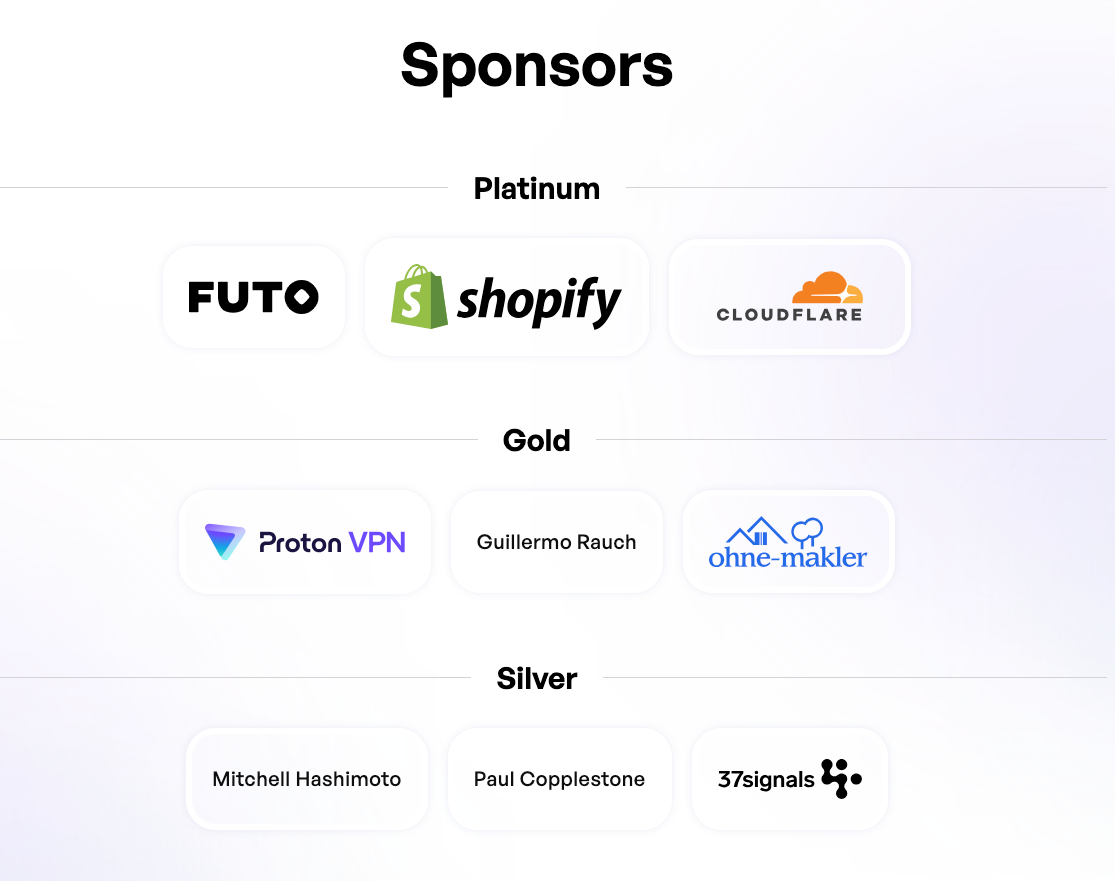 Sponsors
Platinum
FUTO
shopify
CLOUDFLARE
Gold
Proton VPN
Guillermo Rauch
ohne-makler
Silver
Mitchell Hashimoto
Paul Copplestone
37signals